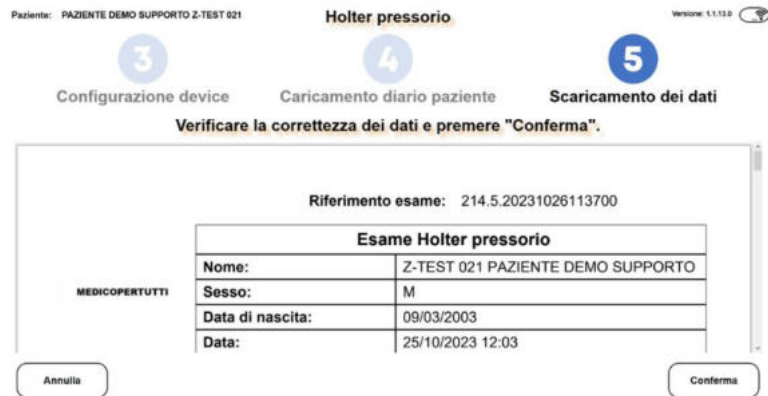 Paziente: PAZIENTE DEMO SUPPORTO Z-TEST 021
Holter pressorio
Versione: 1.1.13.0
3
4
5
Configurazione device
Caricamento diario paziente
Scaricamento dei dati
Verificare la correttezza dei dati e premere "Conferma".
Riferimento esame: 214.5.20231026113700
Esame Holter pressorio
MEDICOPERTUTTI
Nome: Z-TEST 021 PAZIENTE DEMO SUPPORTO
Sesso: M
Data di nascita: 09/03/2003
Data: 25/10/2023 12:03
Annulla
Conferma